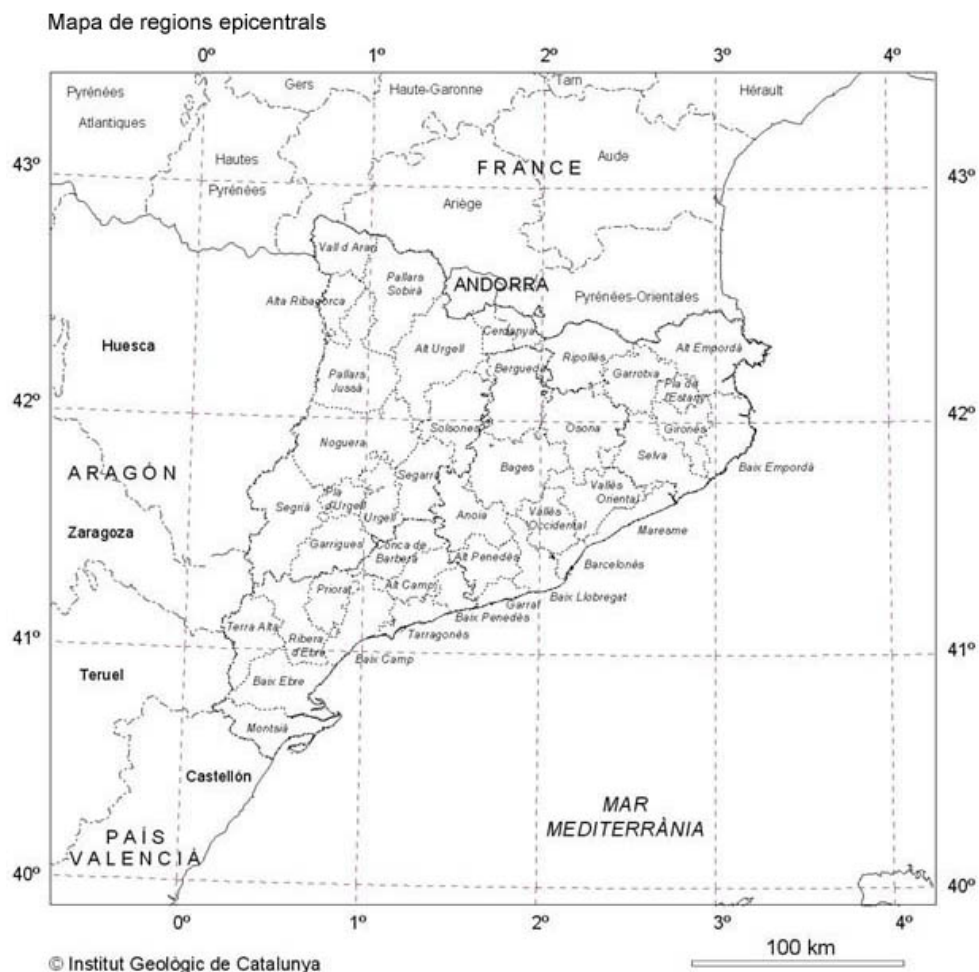 Mapa de regions epicentrals
0º 1º 2º 3º 4º
Pyrénées
Atlantiques
Gers
Haute-Garonne
Tarn
Hérault
43º
Hautes
Pyrénées
FRANCE
Aude
43º
Ariège
Vall d Aran
Pallars
Sobirà
ANDORRA
Pyrénées-Orientales
Alta Ribagorca
Cerdanya
Huesca
Alt Urgell
Ripollès
Alt Empordà
Berguedà
Garrotxa
Pallars
Jussà
Pla de
l'Estany
42º
42º
Solsones
Osona
Gironès
Noguera
Selva
ARAGÓN
Segarra
Bages
Baix Empordà
Vallès
Oriental
Segrià
Pla
d'Urgell
Urgell
Anoia
Vallès
Occidental
Maresme
Zaragoza
Garrigues
Conca de
Barberà
Alt Penedès
Barcelonès
Priorat
Alt Camp
Baix Llobregat
Garraf
Baix Penedès
41º
Terra Alta
Ribera
d'Ebre
Tarragonès
41º
Baix Camp
Teruel
Baix Ebre
Montsià
Castellón
MAR
MEDITERRÀNIA
PAÍS
VALENCIÀ
40º
40º
0º 1º 2º 3º 4º
© Institut Geològic de Catalunya
100 km